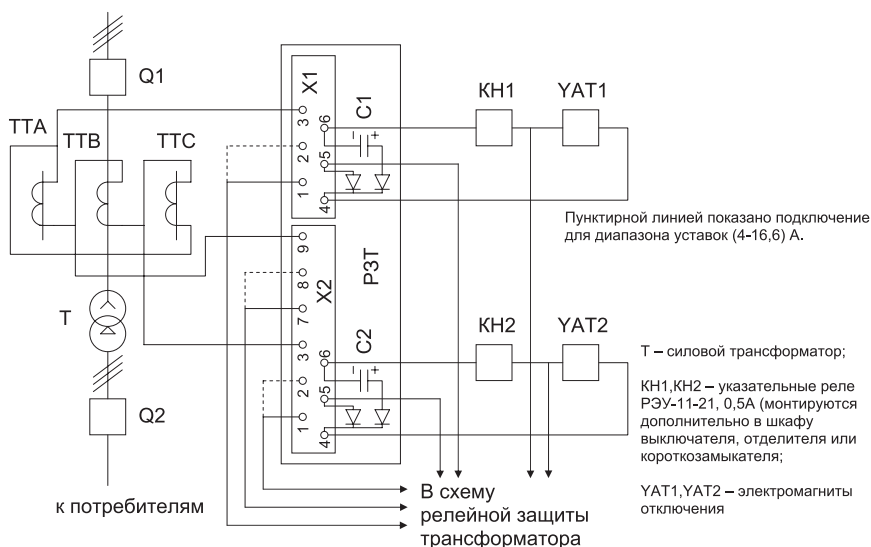 Q1
ТТА
ТТВ
ТТС
Т
Q2
к потребителям
X1
3
2
1
6
5
4
C1
- +
X2
9
8
7
3
2
1
6
5
4
C2
- +
РЗТ
КН1
YAT1
КН2
YAT2
Пунктирной линией показано подключение
для диапазона уставок (4-16,6) А.
Т – силовой трансформатор;
КН1,КН2 – указательные реле
РЭУ-11-21, 0,5А (монтируются
дополнительно в шкафу
выключателя, отделителя или
короткозамыкателя;
YAT1,YAT2 – электромагниты
отключения
В схему
релейной защиты
трансформатора